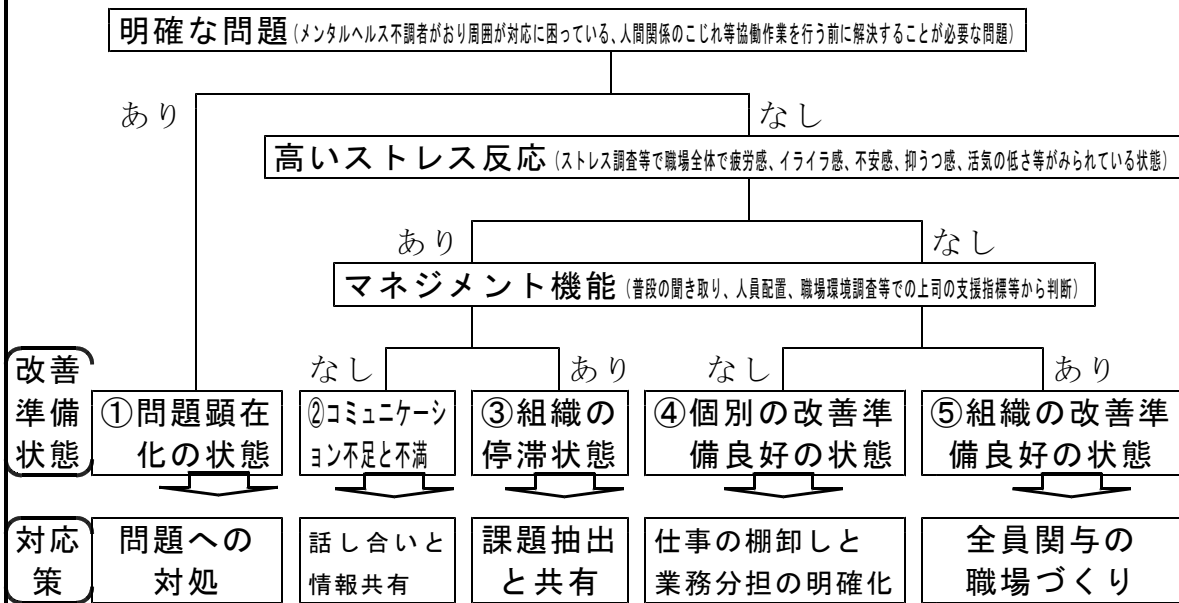 明確な問題(メンタルヘルス不調者がおり周囲が対応に困っている、人間関係のこじれ等協働作業を行う前に解決することが必要な問題)
あり
なし
高いストレス反応(ストレス調査等で職場全体で疲労感、イライラ感、不安感、抑うつ感、活気の低さ等がみられている状態)
あり
なし
マネジメント機能(普段の聞き取り、人員配置、職場環境調査等での上司の支援指標等から判断)
なし
あり
なし
あり
改善
準備
状態
①問題顕在
化の状態
②コミュニケーシ
ョン不足と不満
③組織の
停滞状態
④個別の改善準
備良好の状態
⑤組織の改善準
備良好の状態
対応
策
問題への
対処
話し合いと
情報共有
課題抽出
と共有
仕事の棚卸しと
業務分担の明確化
全員関与の
職場づくり